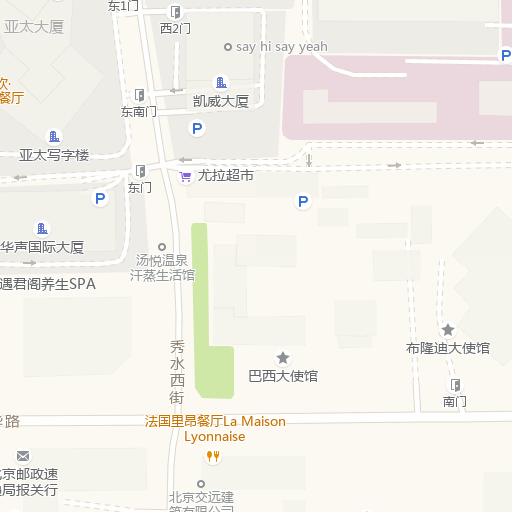 东1门
西2门
亚太大厦
say hi say yeah
P
餐厅
凯威大厦
东南门
P
亚太写字楼
东门
尤拉超市
P
P
华声国际大厦
汤悦温泉
汗蒸生活馆
遇君阁养生SPA
秀水西街
布隆迪大使馆
巴西大使馆
南门
路
法国里昂餐厅La Maison
Lyonnaise
北京邮政速
局报关行
北京交远建
筑有限公司